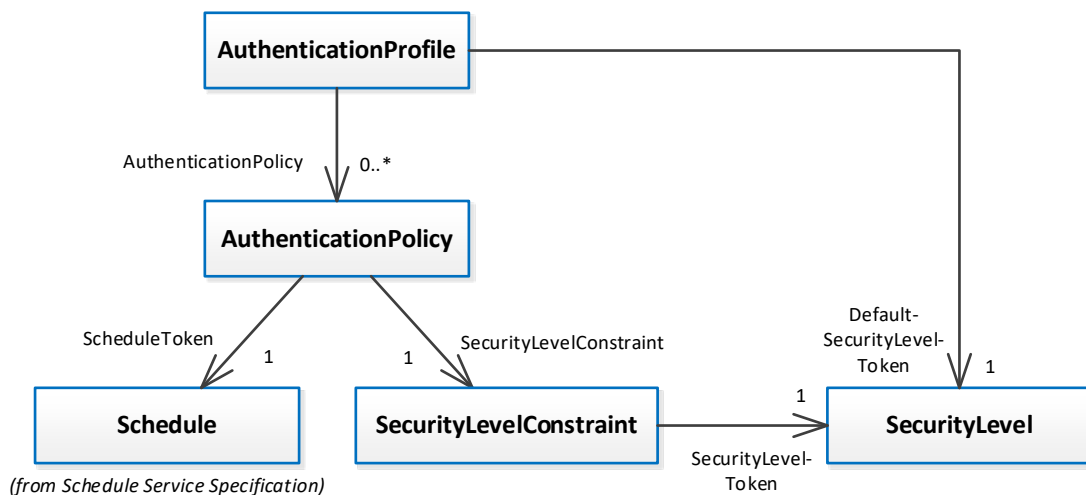 AuthenticationProfile
AuthenticationPolicy
0..*
AuthenticationPolicy
ScheduleToken
1
1
SecurityLevelConstraint
Default-
SecurityLevel-
Token
1
Schedule
SecurityLevelConstraint
1
SecurityLevel-
Token
SecurityLevel
(from Schedule Service Specification)